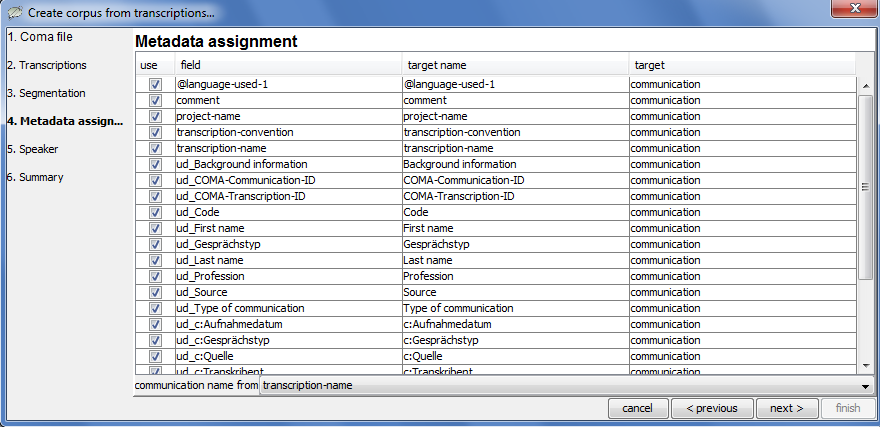 Create corpus from transcriptions...
1. Coma file
2. Transcriptions
3. Segmentation
4. Metadata assign...
5. Speaker
6. Summary
Metadata assignment
use field target name target
@language-used-1 @language-used-1 communication
comment comment communication
project-name project-name communication
transcription-convention transcription-convention communication
transcription-name transcription-name communication
ud_Background information Background information communication
ud_COMA-Communication-ID COMA-Communication-ID communication
ud_COMA-Transcription-ID COMA-Transcription-ID communication
ud_Code Code communication
ud_First name First name communication
ud_Gesprächstyp Gesprächstyp communication
ud_Last name Last name communication
ud_Profession Profession communication
ud_Source Source communication
ud_Type of communication Type of communication communication
ud_c:Aufnahmedatum c:Aufnahmedatum communication
ud_c:Gesprächstyp c:Gesprächstyp communication
ud_c:Quelle c:Quelle communication
ud_c:Transkribent c:Transkribent communication
communication name from transcription-name
cancel < previous next > finish